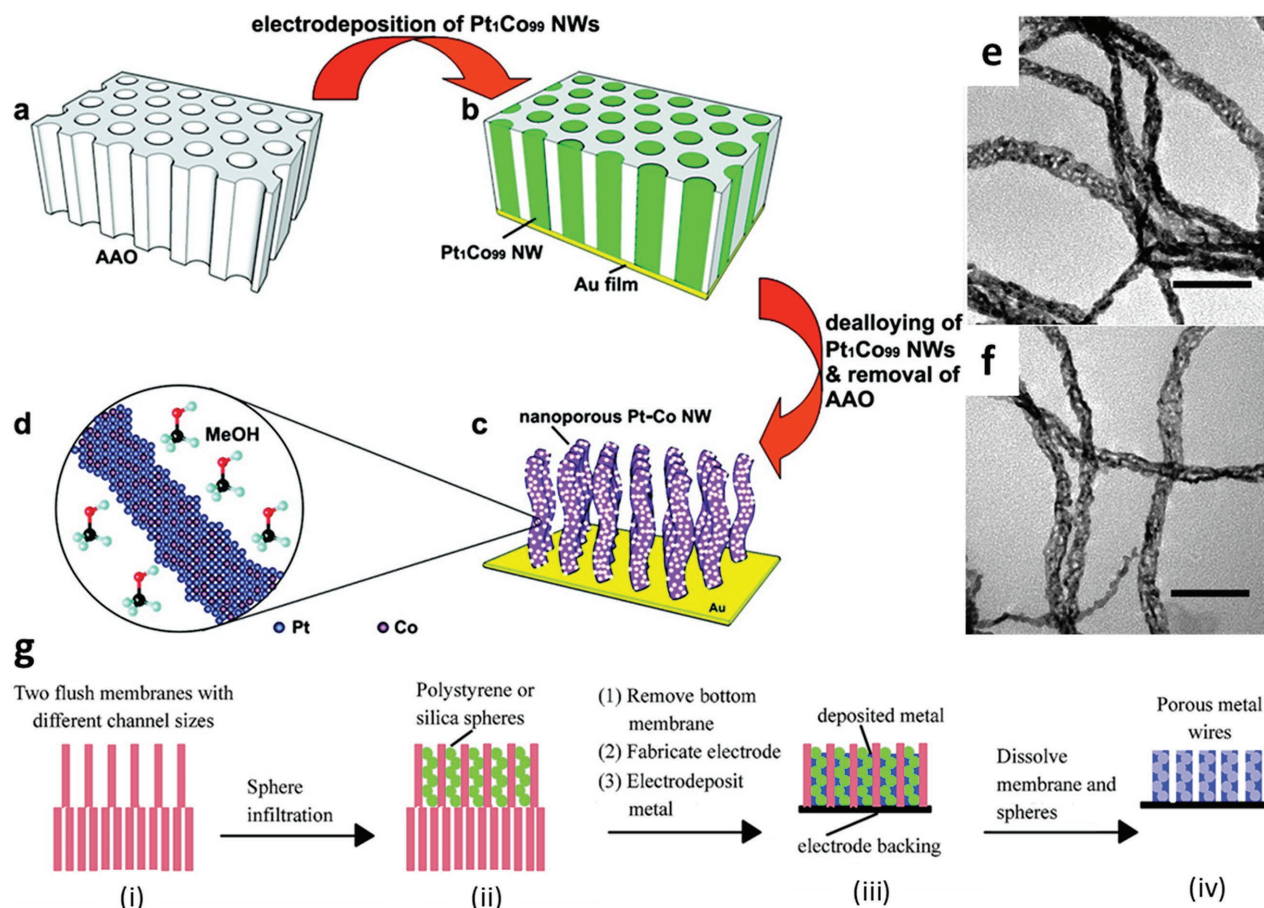 electrodeposition of Pt₁Co₉₉ NWs
a
AAO
b
Pt₁Co₉₉ NW
Au film
dealloying of
Pt₁Co₉₉ NWs
& removal of
AAO
c
nanoporous Pt-Co NW
Au
d
MeOH
Pt
Co
e
f
g
Two flush membranes with
different channel sizes
(i)
Sphere
infiltration
Polystyrene or
silica spheres
(ii)
(1) Remove bottom
membrane
(2) Fabricate electrode
(3) Electrodeposit
metal
deposited metal
electrode backing
(iii)
Dissolve
membrane and
spheres
Porous metal
wires
(iv)